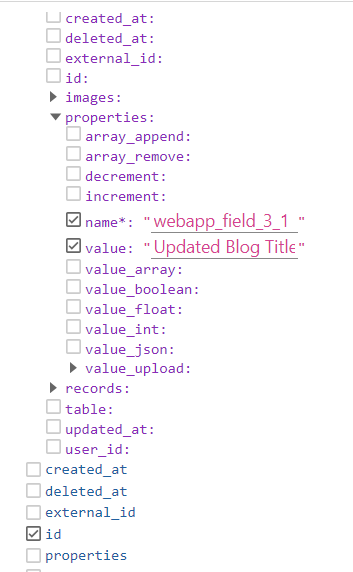 created_at:
deleted_at:
external_id:
id:
images:
properties:
array_append:
array_remove:
decrement:
increment:
name*: "webapp_field_3_1"
value: "Updated Blog Title"
value_array:
value_boolean:
value_float:
value_int:
value_json:
value_upload:
records:
table:
updated_at:
user_id:
created_at
deleted_at
external_id
id
properties